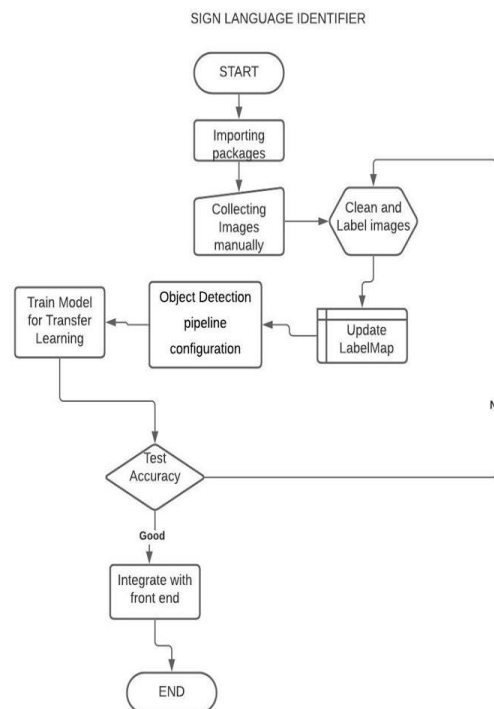 SIGN LANGUAGE IDENTIFIER
START
Importing
packages
Collecting
Images
manually
Clean and
Label images
Update
LabelMap
Object Detection
pipeline
configuration
Train Model
for Transfer
Learning
Test
Accuracy
Good
Integrate with
front end
END